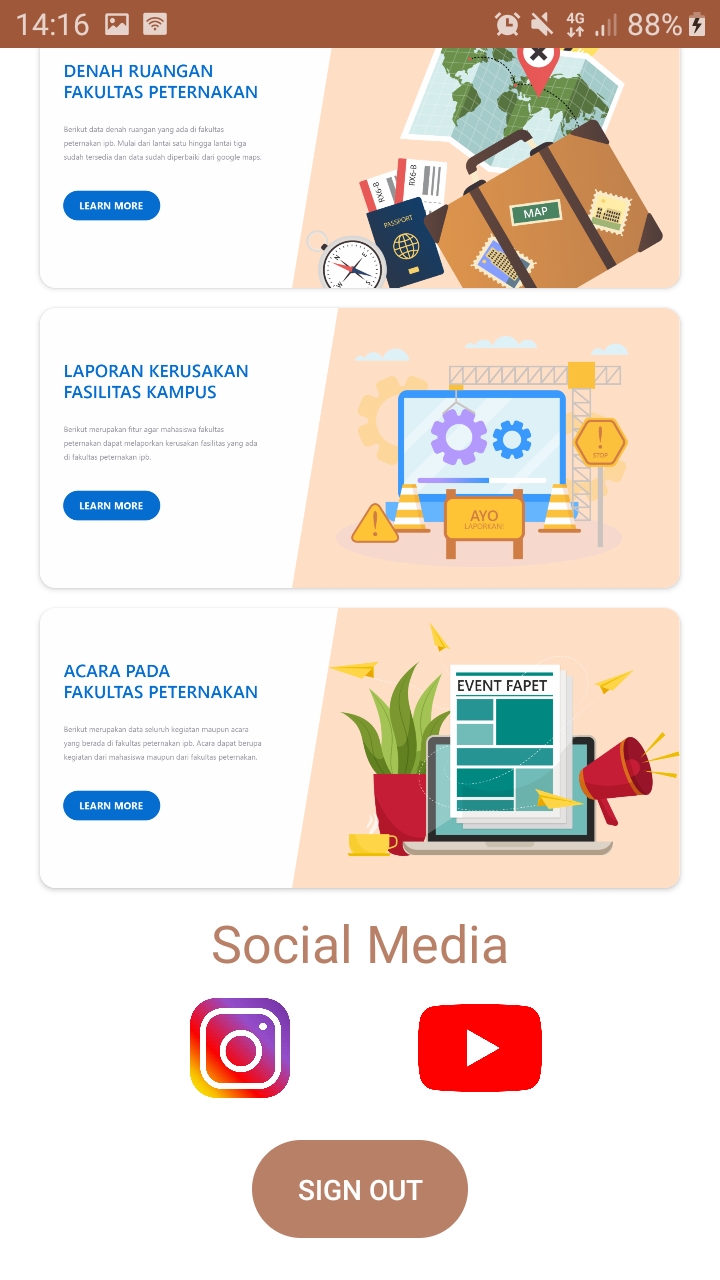 14:16
4G
88%
DENAH RUANGAN
FAKULTAS PETERNAKAN
Berikut data denah ruangan yang ada di fakultas
peternakan ipb. Mulai dari lantai satu hingga lantai tiga
sudah tersedia dan data sudah diperbaiki dari google maps.
LEARN MORE
RX6-8
RX6-8
PASSPORT
MAP
N
E
S
W
LAPORAN KERUSAKAN
FASILITAS KAMPUS
Berikut merupakan fitur agar mahasiswa fakultas
peternakan dapat melaporkan kerusakan fasilitas yang ada
di fakultas peternakan ipb.
LEARN MORE
STOP
AYO
LAPORKAN!
ACARA PADA
FAKULTAS PETERNAKAN
Berikut merupakan data seluruh kegiatan maupun acara
yang berada di fakultas peternakan ipb. Acara dapat berupa
kegiatan dari mahasiswa maupun dari fakultas peternakan.
LEARN MORE
EVENT FAPET
Social Media
SIGN OUT